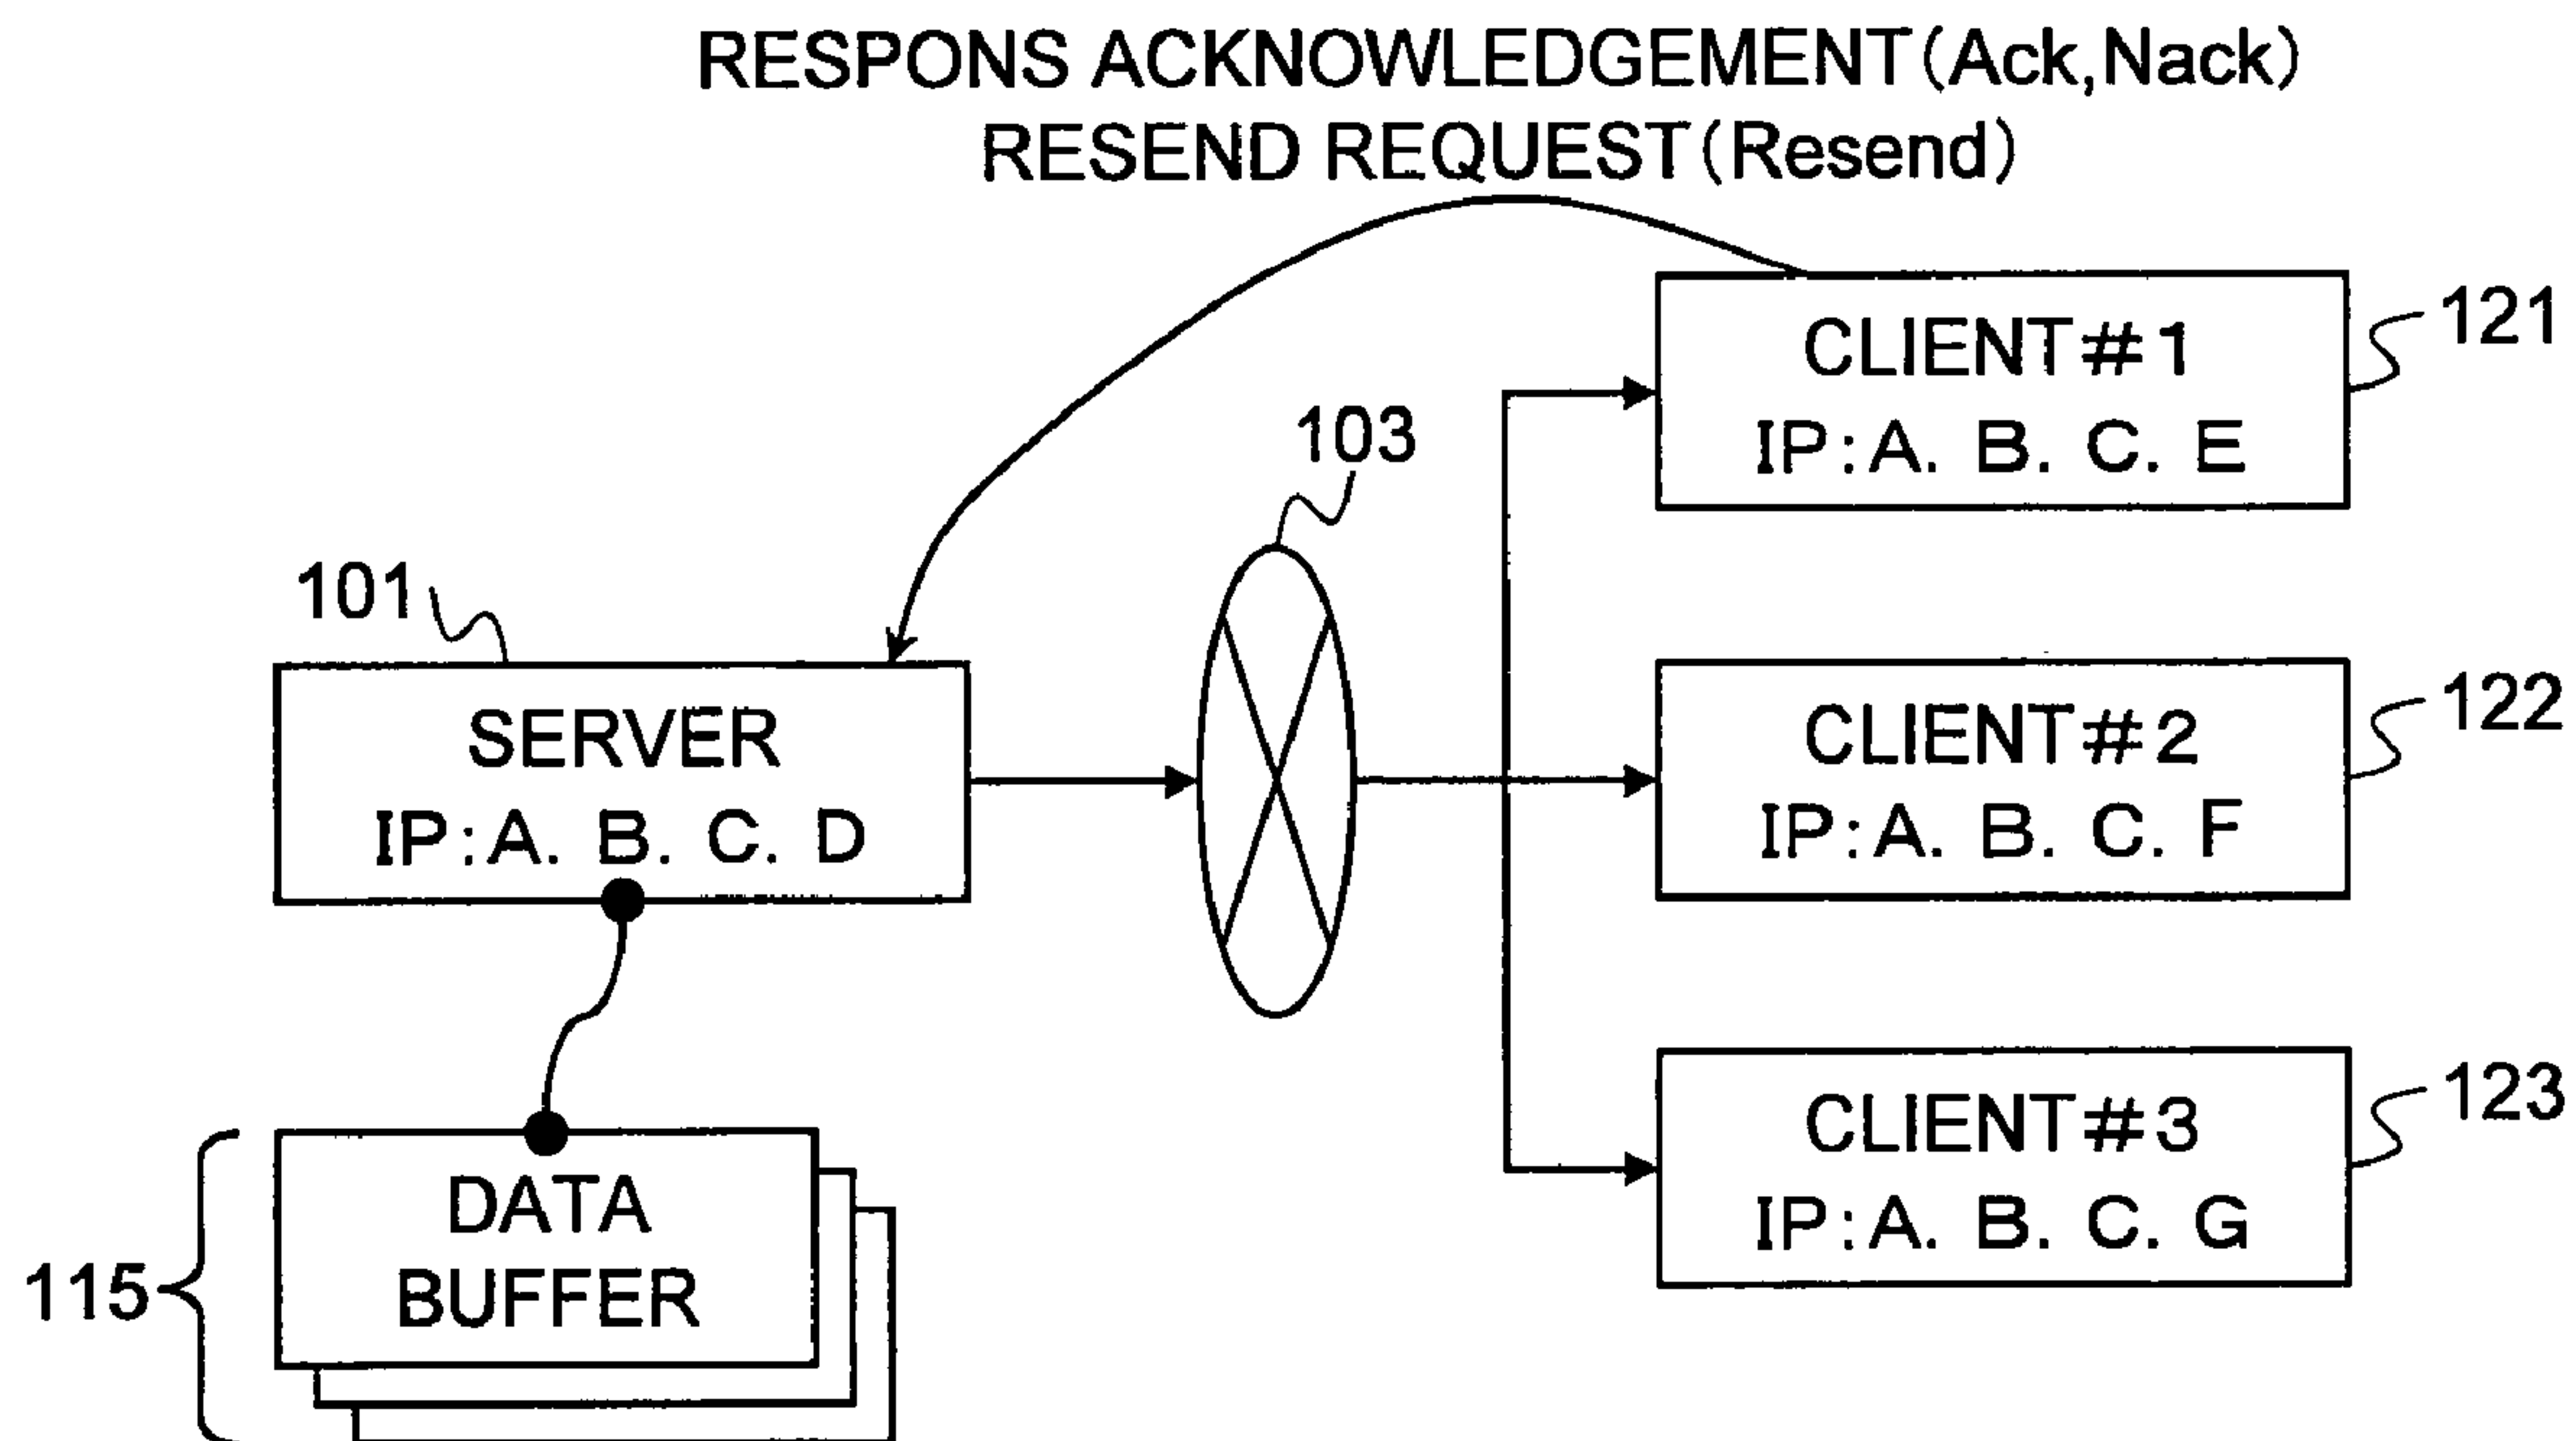 RESPONS ACKNOWLEDGEMENT(Ack,Nack)
RESEND REQUEST(Resend)
121
CLIENT#1
IP:A. B. C. E
103
101
SERVER
IP:A. B. C. D
122
CLIENT#2
IP:A. B. C. F
123
CLIENT#3
IP:A. B. C. G
115
DATA
BUFFER